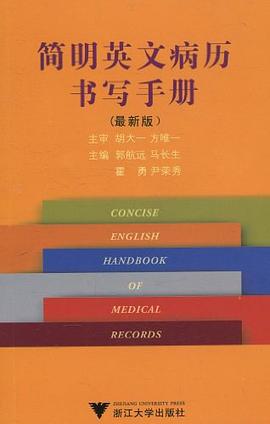 简明英文病历
书写手册
(最新版)
主审 胡大一 方唯一
主编 郭航远 马长生
霍 勇 尹荣秀
CONCISE
ENGLISH
HANDBOOK
OF
MEDICAL
RECORDS
ZHEJIANG UNIVERSITY PRESS
浙江大学出版社